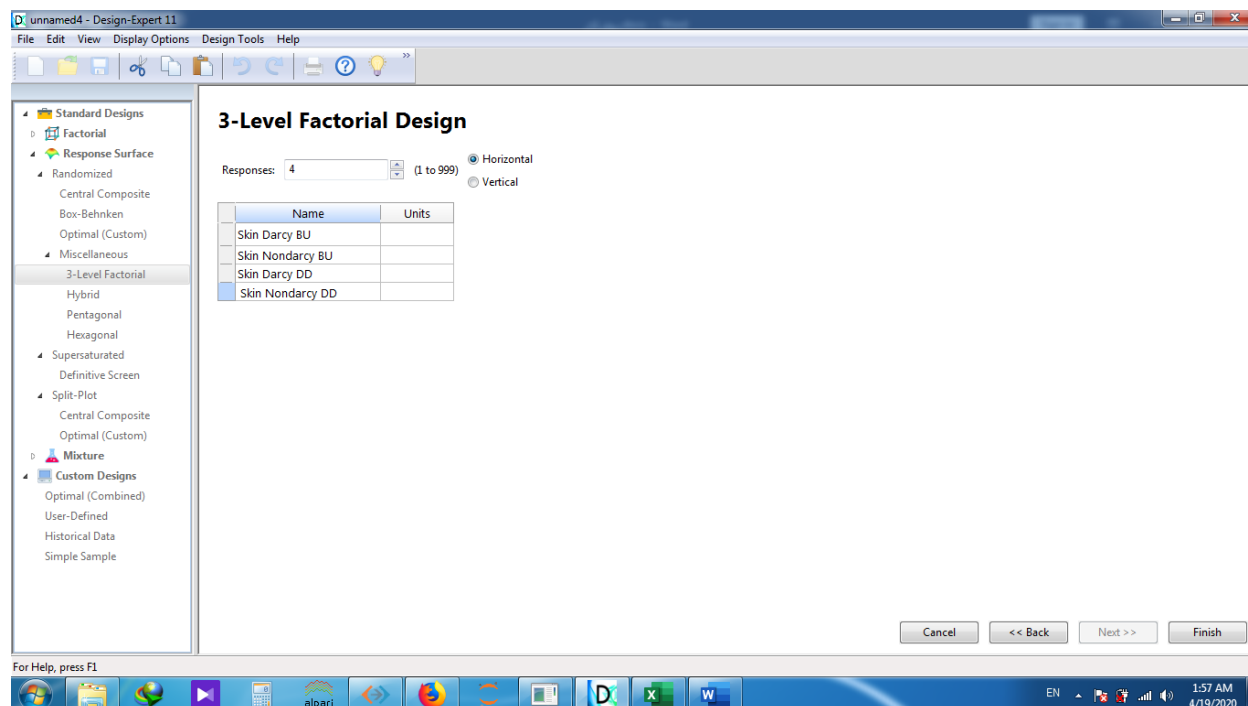 unnamed4 - Design-Expert 11
File Edit View Display Options Design Tools Help
Standard Designs
Factorial
Response Surface
Randomized
Central Composite
Box-Behnken
Optimal (Custom)
Miscellaneous
3-Level Factorial
Hybrid
Pentagonal
Hexagonal
Supersaturated
Definitive Screen
Split-Plot
Central Composite
Optimal (Custom)
Mixture
Custom Designs
Optimal (Combined)
User-Defined
Historical Data
Simple Sample
3-Level Factorial Design
Responses: 4 (1 to 999)
Horizontal
Vertical
Name Units
Skin Darcy BU
Skin Nondarcy BU
Skin Darcy DD
Skin Nondarcy DD
Cancel << Back Next >> Finish
For Help, press F1
alpari
EN
1:57 AM
4/19/2020